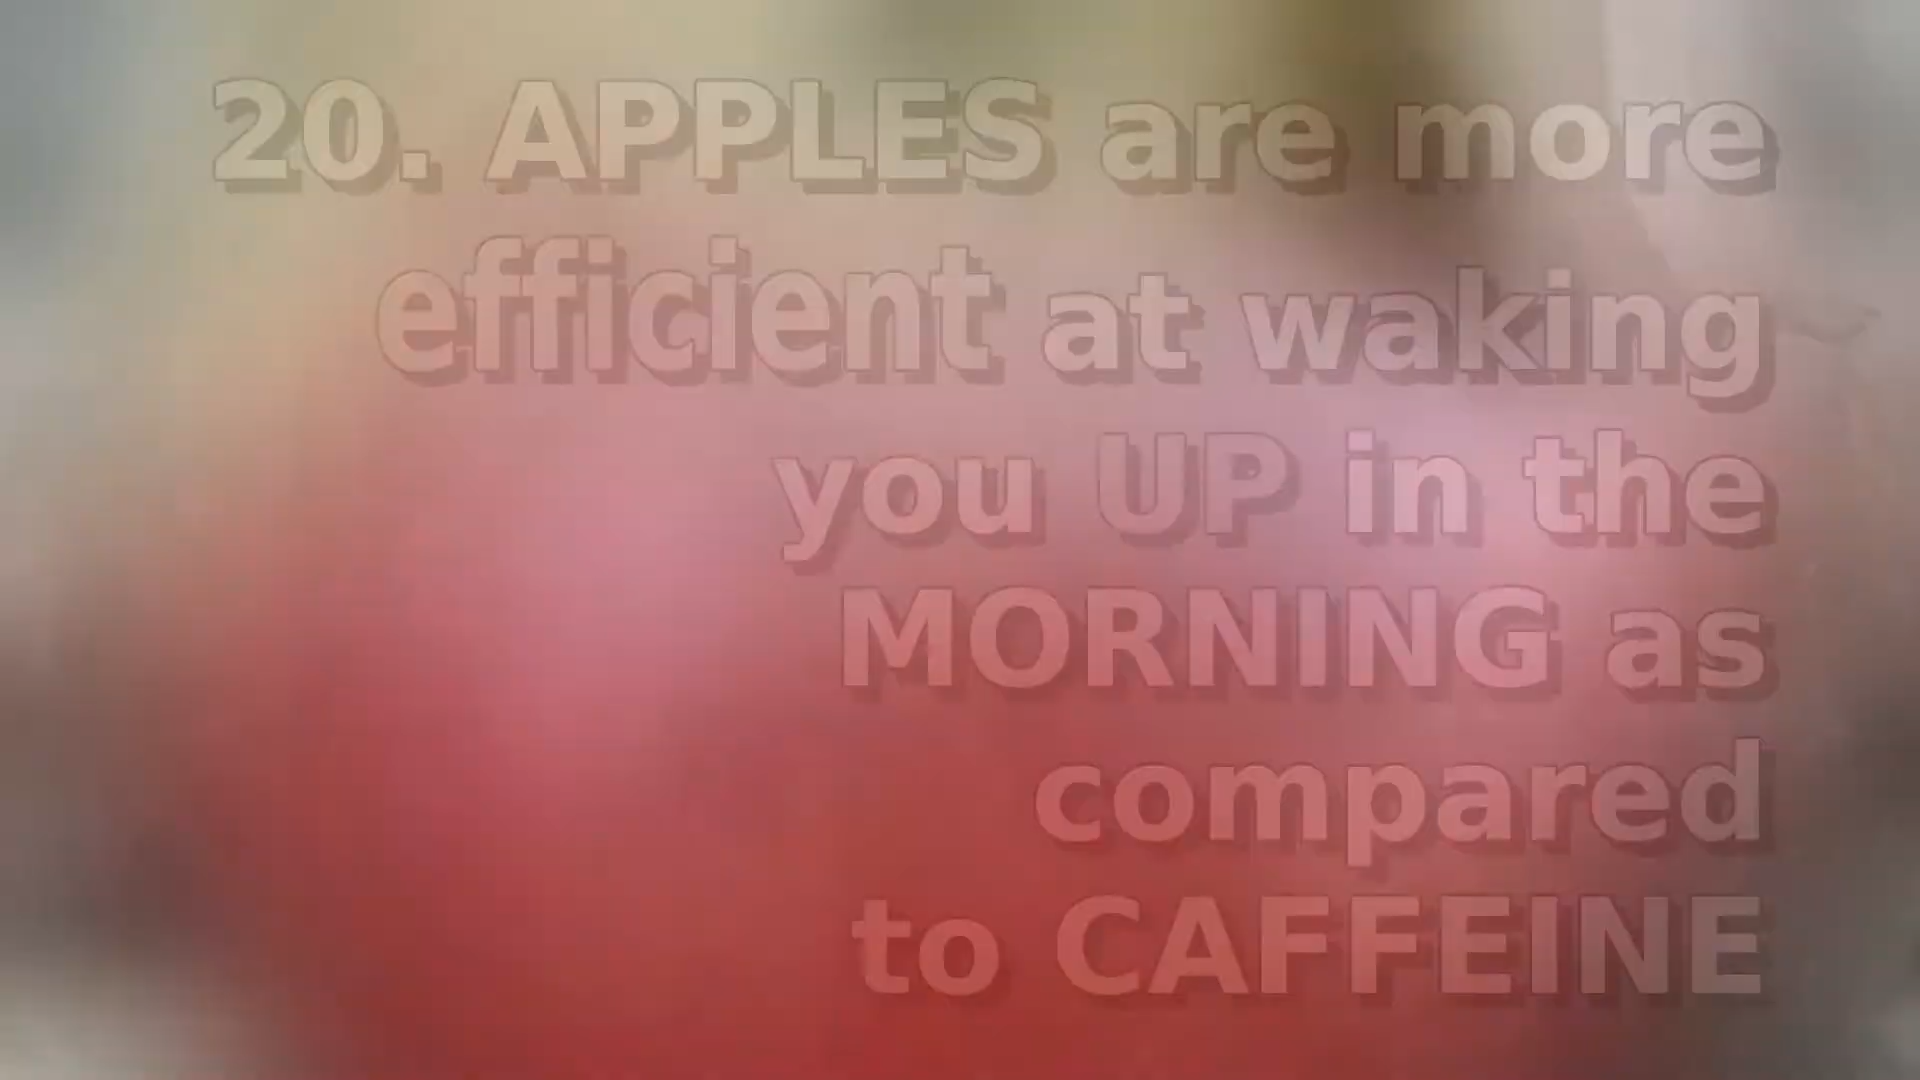 20. APPLES are more
efficient at waking
you UP in the
MORNING as
compared
to CAFFEINE